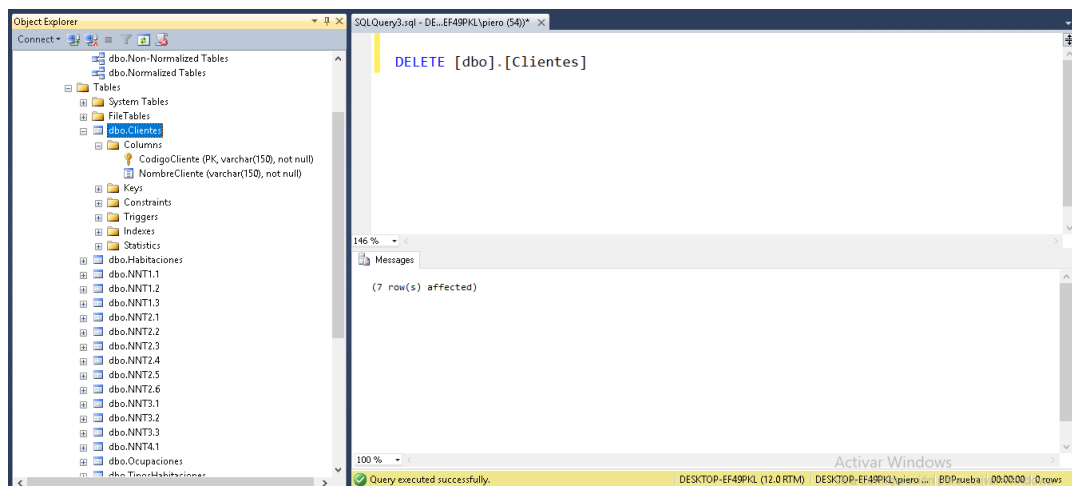 Object Explorer
Connect
dbo.Non-Normalized Tables
dbo.Normalized Tables
Tables
System Tables
FileTables
dbo.Clientes
Columns
CodigoCliente (PK, varchar(150), not null)
NombreCliente (varchar(150), not null)
Keys
Constraints
Triggers
Indexes
Statistics
dbo.Habitaciones
dbo.NNT1.1
dbo.NNT1.2
dbo.NNT1.3
dbo.NNT2.1
dbo.NNT2.2
dbo.NNT2.3
dbo.NNT2.4
dbo.NNT2.5
dbo.NNT2.6
dbo.NNT3.1
dbo.NNT3.2
dbo.NNT3.3
dbo.NNT4.1
dbo.Ocupaciones
dbo.TiposHabitaciones
SQLQuery3.sql - DE...EF49PKL\piero (54))*
DELETE [dbo].[Clientes]
146 %
Messages
(7 row(s) affected)
100 %
Activar Windows
Query executed successfully.
DESKTOP-EF49PKL (12.0 RTM)
DESKTOP-EF49PKL\piero ...
BDPrueba
00:00:00
0 rows